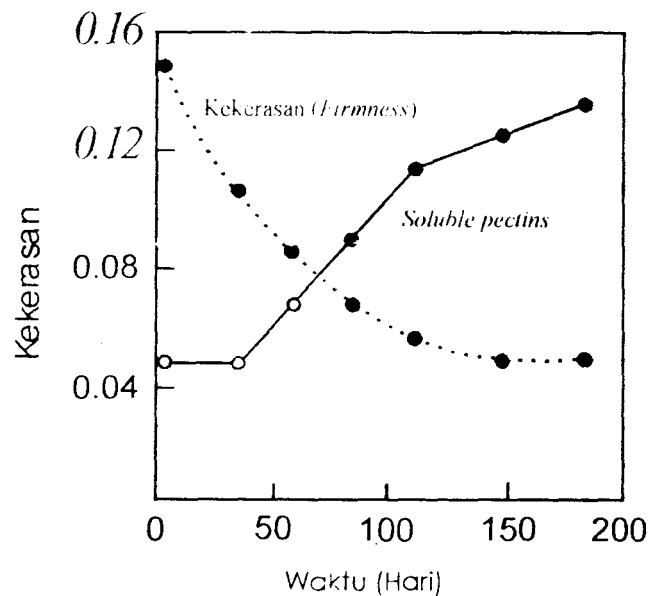 0.16
Kekerasan (Firmness)
0.12
Soluble pectins
0.08
0.04
Kekerasan
0 50 100 150 200
Waktu (Hari)